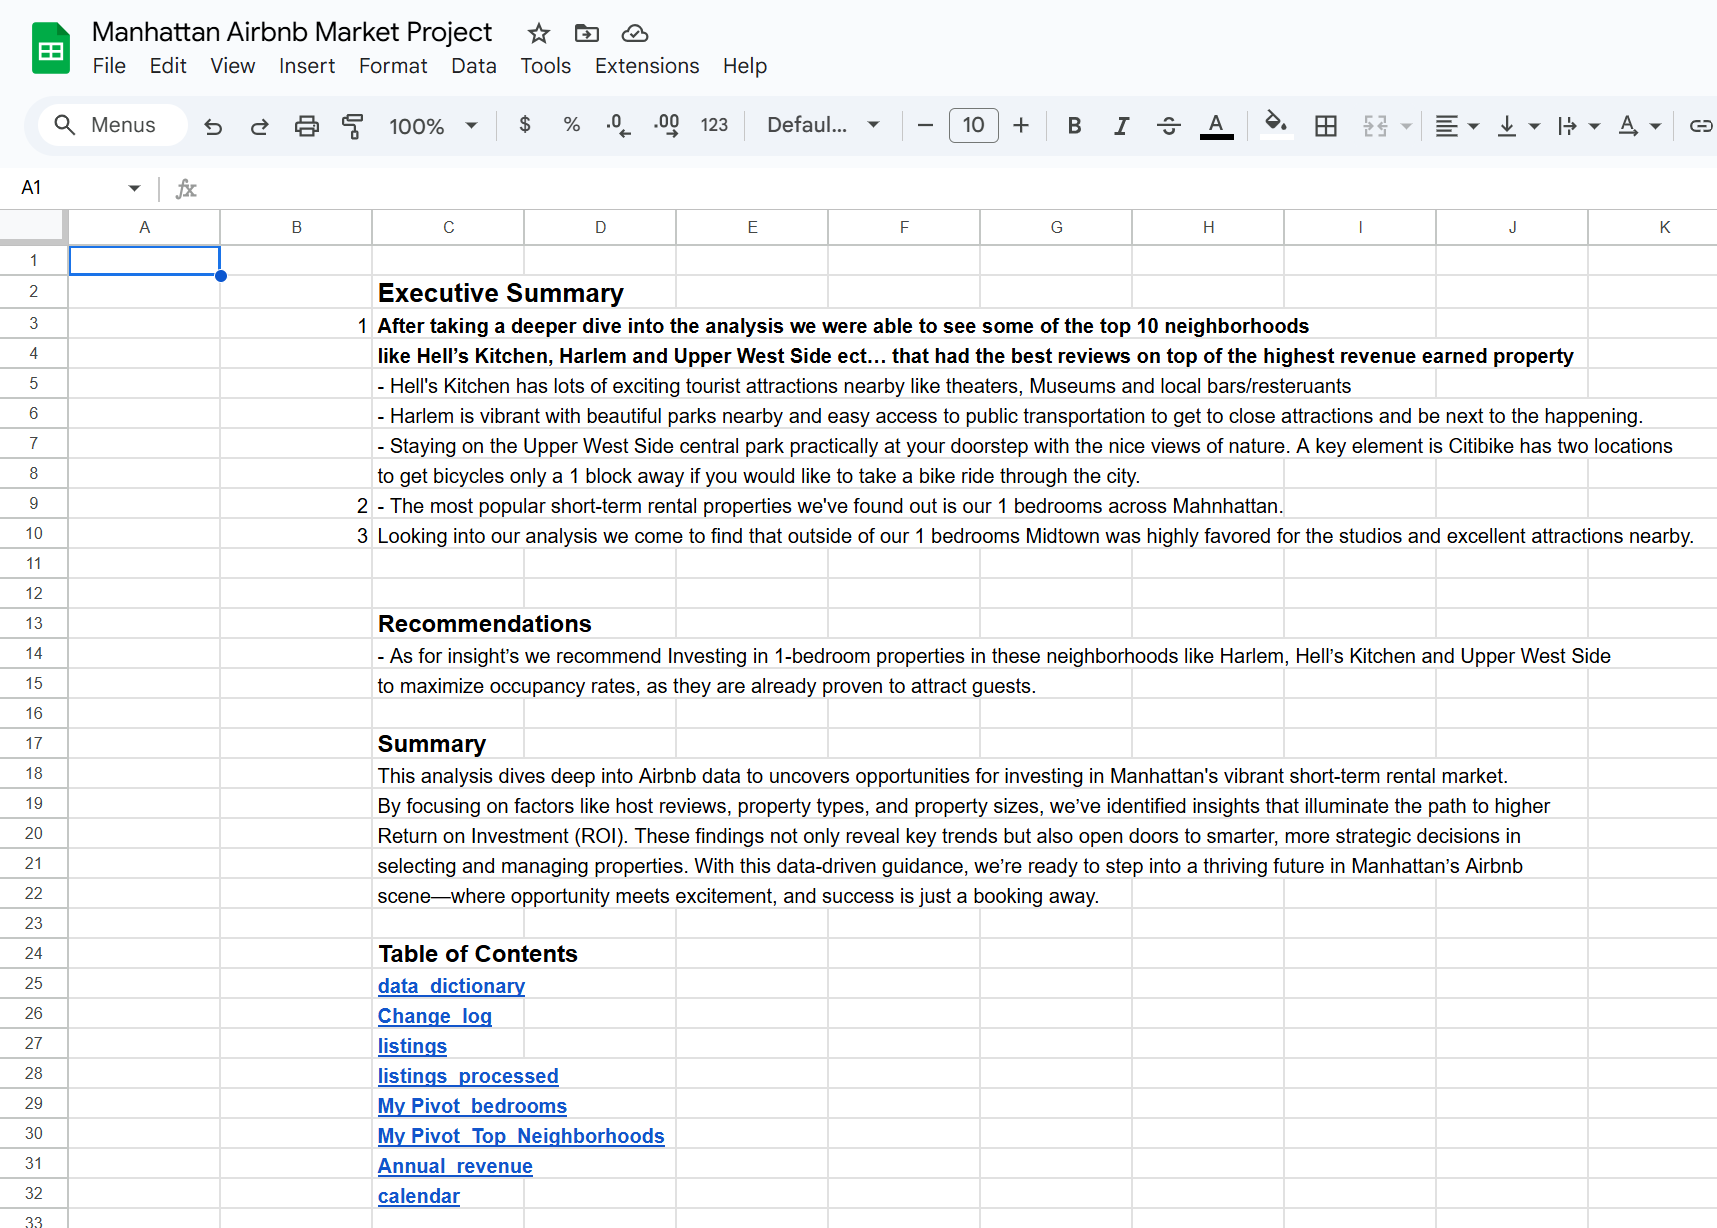 Manhattan Airbnb Market Project
File Edit View Insert Format Data Tools Extensions Help
Menus 100% $ % .0 .00 123 Defaul... − 10 + B I S A A
A1 fx
A B C D E F G H I J K
1
2 Executive Summary
3 1 After taking a deeper dive into the analysis we were able to see some of the top 10 neighborhoods
4 like Hell’s Kitchen, Harlem and Upper West Side ect… that had the best reviews on top of the highest revenue earned property
5 - Hell's Kitchen has lots of exciting tourist attractions nearby like theaters, Museums and local bars/resteruants
6 - Harlem is vibrant with beautiful parks nearby and easy access to public transportation to get to close attractions and be next to the happening.
7 - Staying on the Upper West Side central park practically at your doorstep with the nice views of nature. A key element is Citibike has two locations
8 to get bicycles only a 1 block away if you would like to take a bike ride through the city.
9 2 - The most popular short-term rental properties we've found out is our 1 bedrooms across Mahnhattan.
10 3 Looking into our analysis we come to find that outside of our 1 bedrooms Midtown was highly favored for the studios and excellent attractions nearby.
11
12
13 Recommendations
14 - As for insight’s we recommend Investing in 1-bedroom properties in these neighborhoods like Harlem, Hell’s Kitchen and Upper West Side
15 to maximize occupancy rates, as they are already proven to attract guests.
16
17 Summary
18 This analysis dives deep into Airbnb data to uncovers opportunities for investing in Manhattan's vibrant short-term rental market.
19 By focusing on factors like host reviews, property types, and property sizes, we’ve identified insights that illuminate the path to higher
20 Return on Investment (ROI). These findings not only reveal key trends but also open doors to smarter, more strategic decisions in
21 selecting and managing properties. With this data-driven guidance, we’re ready to step into a thriving future in Manhattan’s Airbnb
22 scene—where opportunity meets excitement, and success is just a booking away.
23
24 Table of Contents
25 data_dictionary
26 Change_log
27 listings
28 listings_processed
29 My Pivot_bedrooms
30 My Pivot_Top_Neighborhoods
31 Annual_revenue
32 calendar
33